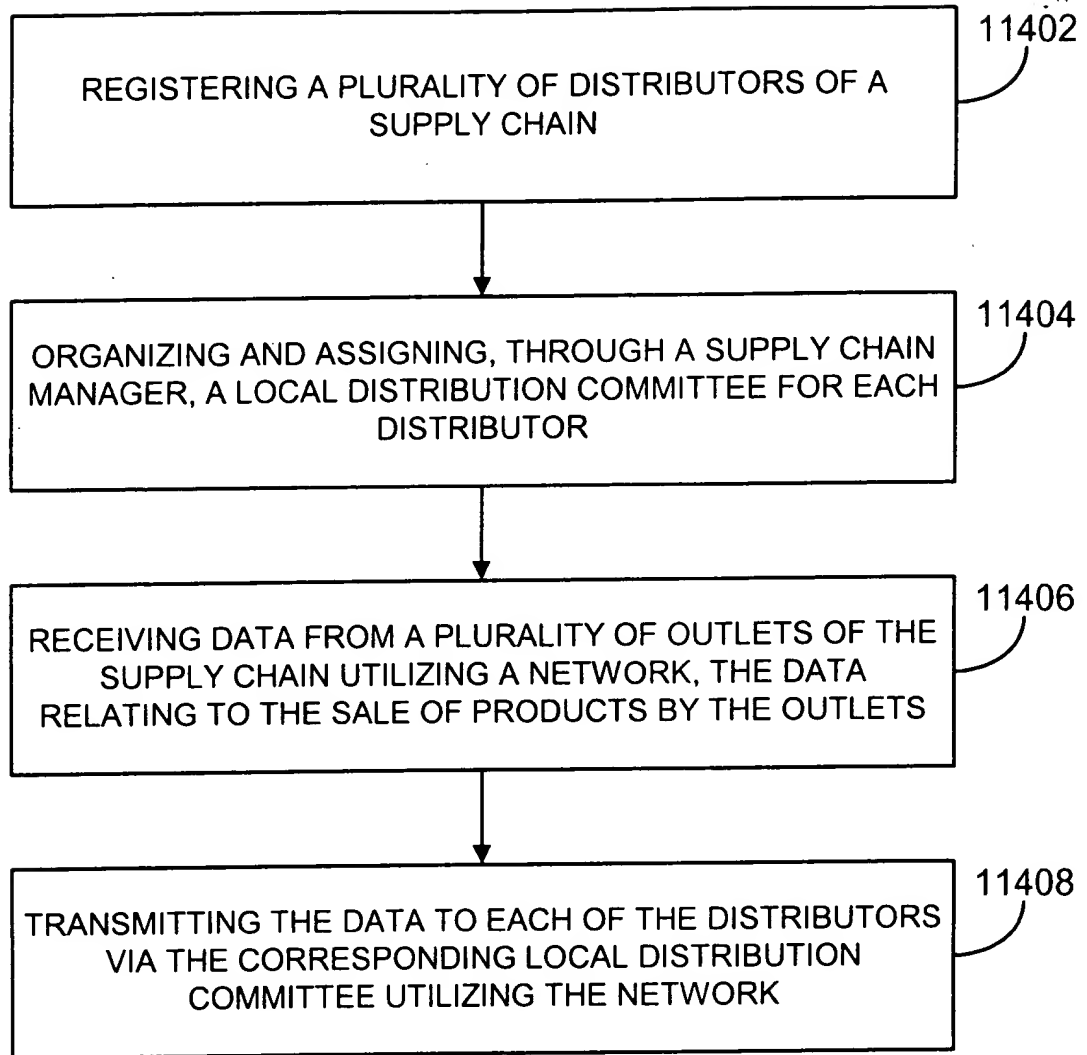 11402
REGISTERING A PLURALITY OF DISTRIBUTORS OF A
SUPPLY CHAIN
11404
ORGANIZING AND ASSIGNING, THROUGH A SUPPLY CHAIN
MANAGER, A LOCAL DISTRIBUTION COMMITTEE FOR EACH
DISTRIBUTOR
11406
RECEIVING DATA FROM A PLURALITY OF OUTLETS OF THE
SUPPLY CHAIN UTILIZING A NETWORK, THE DATA
RELATING TO THE SALE OF PRODUCTS BY THE OUTLETS
11408
TRANSMITTING THE DATA TO EACH OF THE DISTRIBUTORS
VIA THE CORRESPONDING LOCAL DISTRIBUTION
COMMITTEE UTILIZING THE NETWORK